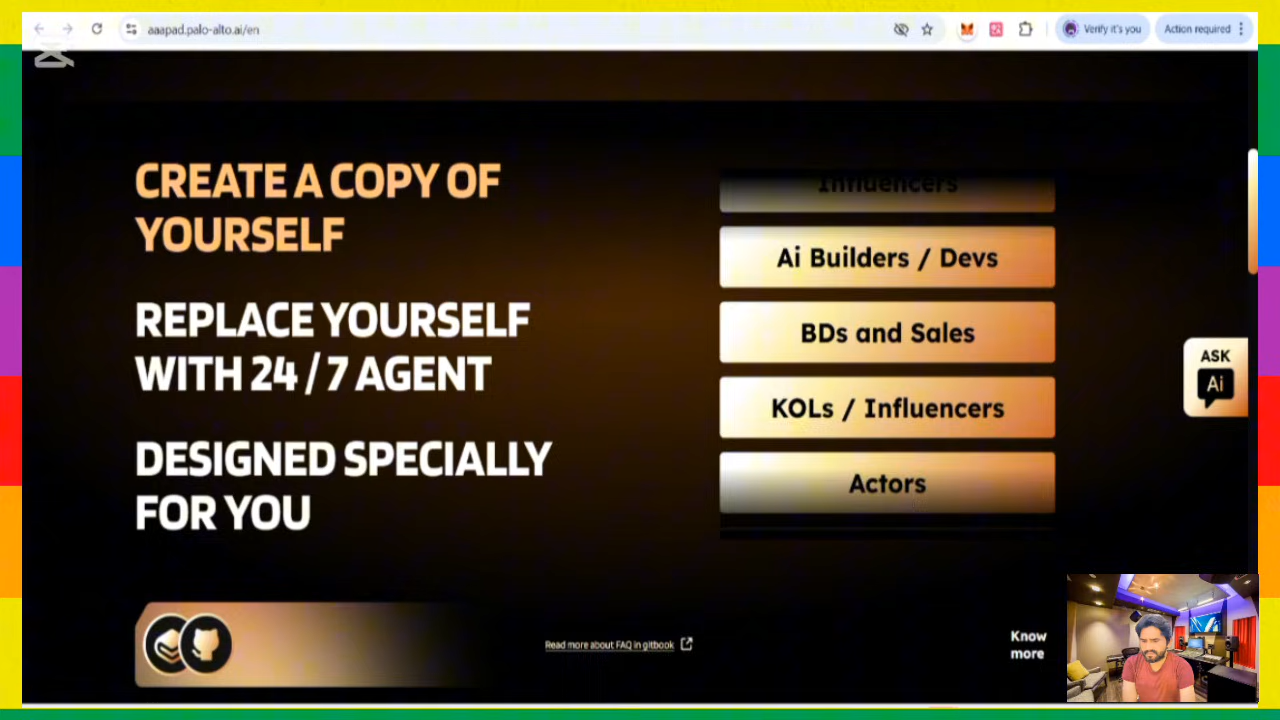 aaapad.palo-alto.ai/en
Verify it's you
Action required
CREATE A COPY OF
YOURSELF
REPLACE YOURSELF
WITH 24 / 7 AGENT
DESIGNED SPECIALLY
FOR YOU
Influencers
Ai Builders / Devs
BDs and Sales
KOLs / Influencers
Actors
ASK
Ai
Read more about FAQ in gitbook
Know
more